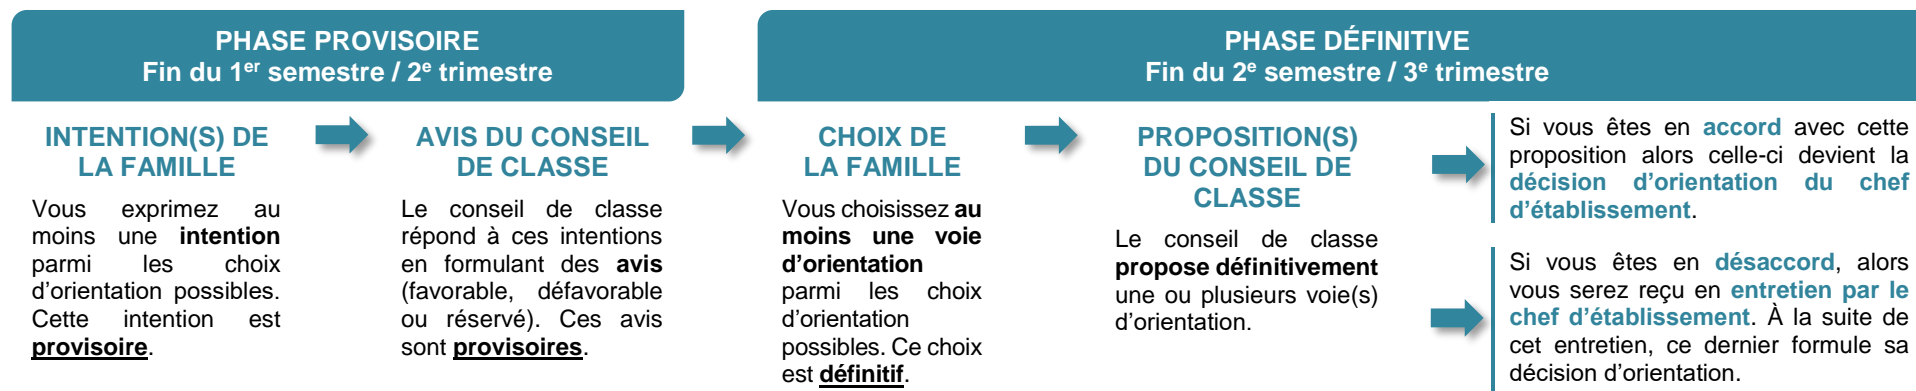 PHASE PROVISOIRE
Fin du 1er semestre / 2e trimestre
INTENTION(S) DE
LA FAMILLE
Vous exprimez au
moins une intention
parmi les choix
d'orientation possibles.
Cette intention est
provisoire.
AVIS DU CONSEIL
DE CLASSE
Le conseil de classe
répond à ces intentions
en formulant des avis
(favorable, défavorable
ou réservé). Ces avis
sont provisoires.
PHASE DÉFINITIVE
Fin du 2e semestre / 3e trimestre
CHOIX DE
LA FAMILLE
Vous choisissez au
moins une voie
d'orientation
parmi les choix
d'orientation
possibles. Ce choix
est définitif.
PROPOSITION(S)
DU CONSEIL DE
CLASSE
Le conseil de classe
propose définitivement
une ou plusieurs voie(s)
d'orientation.
Si vous êtes en accord avec cette
proposition alors celle-ci devient la
décision d'orientation du chef
d'établissement.
Si vous êtes en désaccord, alors
vous serez reçu en entretien par le
chef d'établissement. À la suite de
cet entretien, ce dernier formule sa
décision d'orientation.